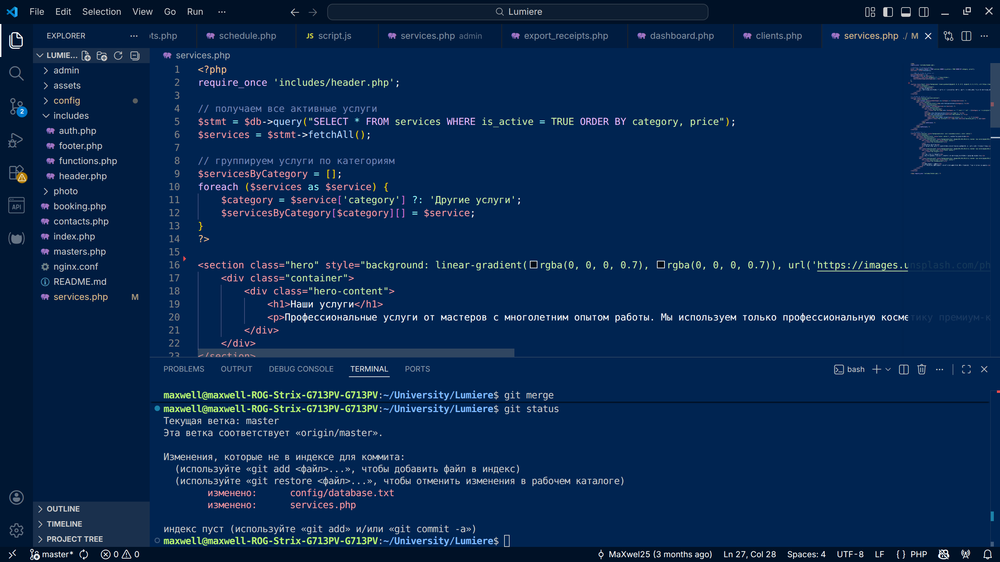 File Edit Selection View Go Run ··· Lumiere
EXPLORER
LUMIE...
admin
assets
config
includes
auth.php
footer.php
functions.php
header.php
photo
booking.php
contacts.php
index.php
masters.php
nginx.conf
README.md
services.php M
OUTLINE
TIMELINE
PROJECT TREE
API
2
ts.php schedule.php JS script.js services.php admin export_receipts.php dashboard.php clients.php services.php ./ M
services.php
1 <?php
2 require_once 'includes/header.php';
3
4 // получаем все активные услуги
5 $stmt = $db->query("SELECT * FROM services WHERE is_active = TRUE ORDER BY category, price");
6 $services = $stmt->fetchAll();
7
8 // группируем услуги по категориям
9 $servicesByCategory = [];
10 foreach ($services as $service) {
11 $category = $service['category'] ?: 'Другие услуги';
12 $servicesByCategory[$category][] = $service;
13 }
14 ?>
15
16 <section class="hero" style="background: linear-gradient(rgba(0, 0, 0, 0.7), rgba(0, 0, 0, 0.7)), url('https://images.unsplash.com/ph
17 <div class="container">
18 <div class="hero-content">
19 <h1>Наши услуги</h1>
20 <p>Профессиональные услуги от мастеров с многолетним опытом работы. Мы используем только профессиональную косметику премиум-к
21 </div>
22 </div>
23 </section>
PROBLEMS OUTPUT DEBUG CONSOLE TERMINAL PORTS bash
maxwell@maxwell-ROG-Strix-G713PV-G713PV:~/University/Lumiere$ git merge
maxwell@maxwell-ROG-Strix-G713PV-G713PV:~/University/Lumiere$ git status
Текущая ветка: master
Эта ветка соответствует «origin/master».
Изменения, которые не в индексе для коммита:
(используйте «git add <файл>...», чтобы добавить файл в индекс)
(используйте «git restore <файл>...», чтобы отменить изменения в рабочем каталоге)
изменено: config/database.txt
изменено: services.php
индекс пуст (используйте «git add» и/или «git commit -a»)
maxwell@maxwell-ROG-Strix-G713PV-G713PV:~/University/Lumiere$
master* 0 0 MaXwel25 (3 months ago) Ln 27, Col 28 Spaces: 4 UTF-8 LF { } PHP